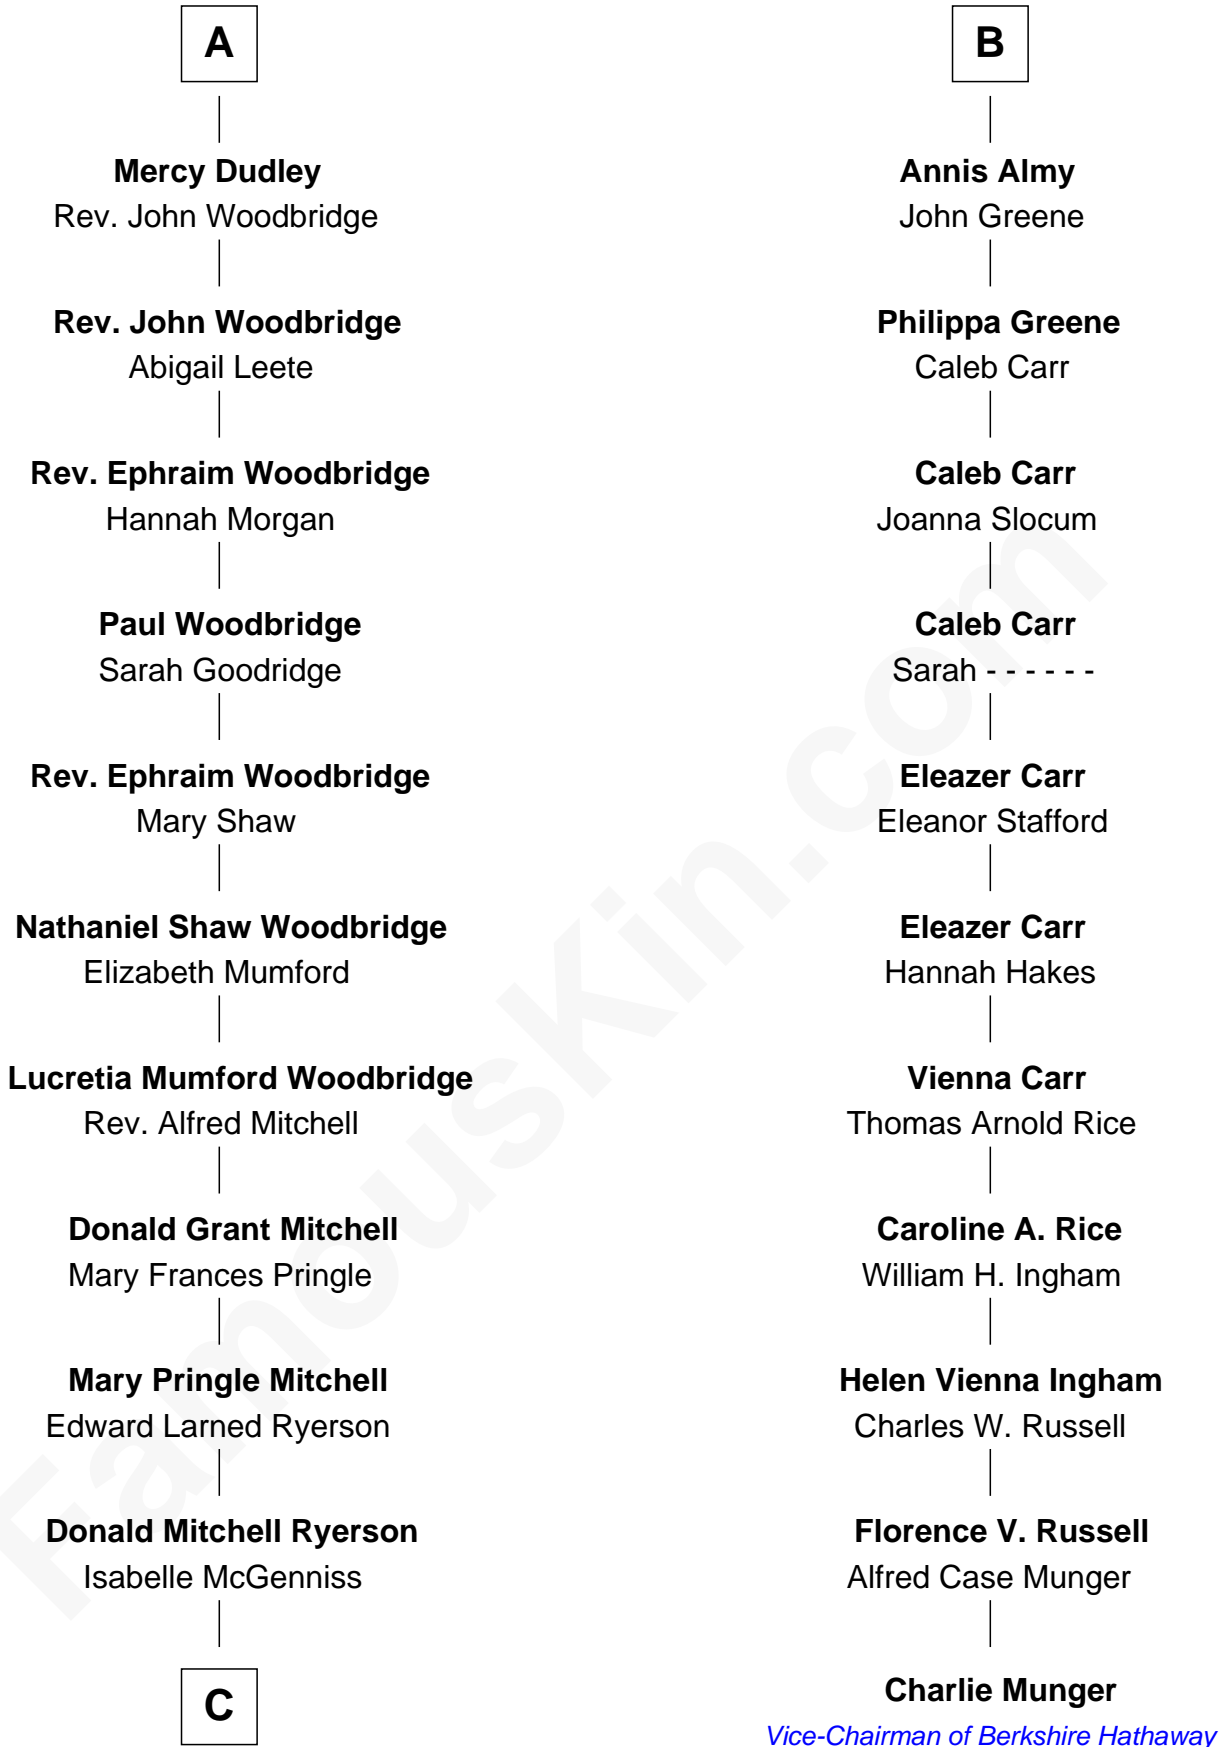 A
Mercy Dudley
Rev. John Woodbridge
Rev. John Woodbridge
Abigail Leete
Rev. Ephraim Woodbridge
Hannah Morgan
Paul Woodbridge
Sarah Goodridge
Rev. Ephraim Woodbridge
Mary Shaw
Nathaniel Shaw Woodbridge
Elizabeth Mumford
Lucretia Mumford Woodbridge
Rev. Alfred Mitchell
Donald Grant Mitchell
Mary Frances Pringle
Mary Pringle Mitchell
Edward Larned Ryerson
Donald Mitchell Ryerson
Isabelle McGenniss
C
B
Annis Almy
John Greene
Philippa Greene
Caleb Carr
Caleb Carr
Joanna Slocum
Caleb Carr
Sarah - - - - - -
Eleazer Carr
Eleanor Stafford
Eleazer Carr
Hannah Hakes
Vienna Carr
Thomas Arnold Rice
Caroline A. Rice
William H. Ingham
Helen Vienna Ingham
Charles W. Russell
Florence V. Russell
Alfred Case Munger
Charlie Munger
Vice-Chairman of Berkshire Hathaway
FamousKin.com